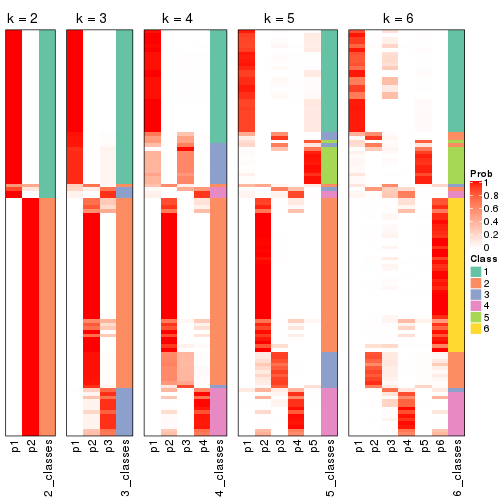 k = 2
k = 3
k = 4
k = 5
k = 6
Prob
1
0.8
0.6
0.4
0.2
0
Class
1
2
3
4
5
6
p1
p2
2_classes
p1
p2
p3
3_classes
p1
p2
p3
p4
4_classes
p1
p2
p3
p4
p5
5_classes
p1
p2
p3
p4
p5
p6
6_classes